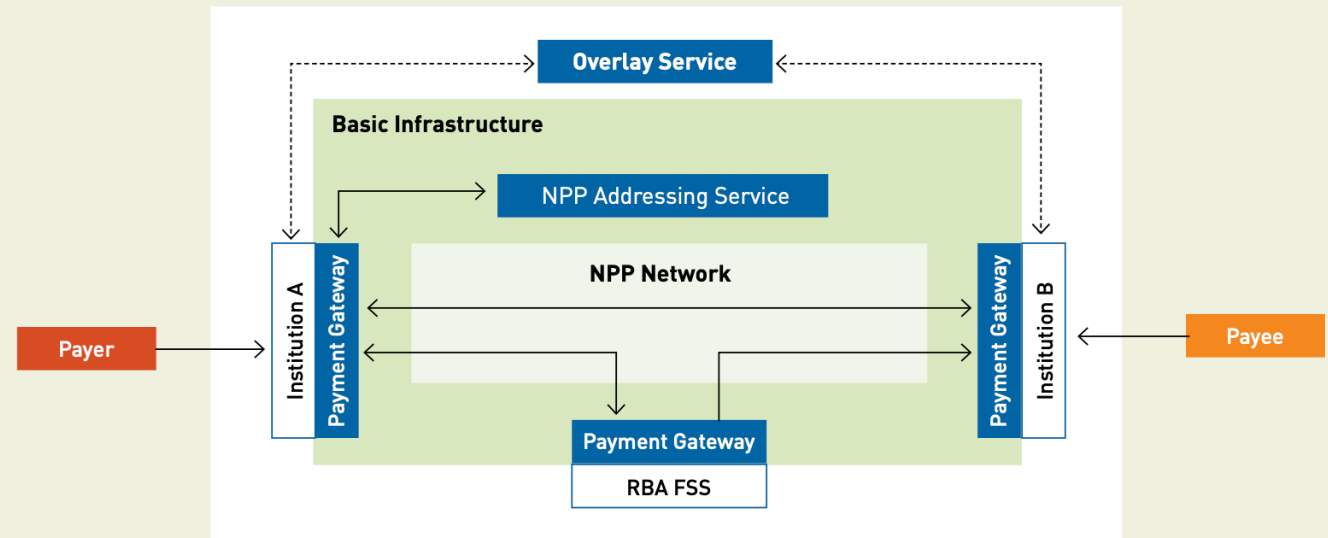 Overlay Service
Basic Infrastructure
NPP Addressing Service
NPP Network
Payer
Institution A
Payment Gateway
Payment Gateway
Institution B
Payee
Payment Gateway
RBA FSS